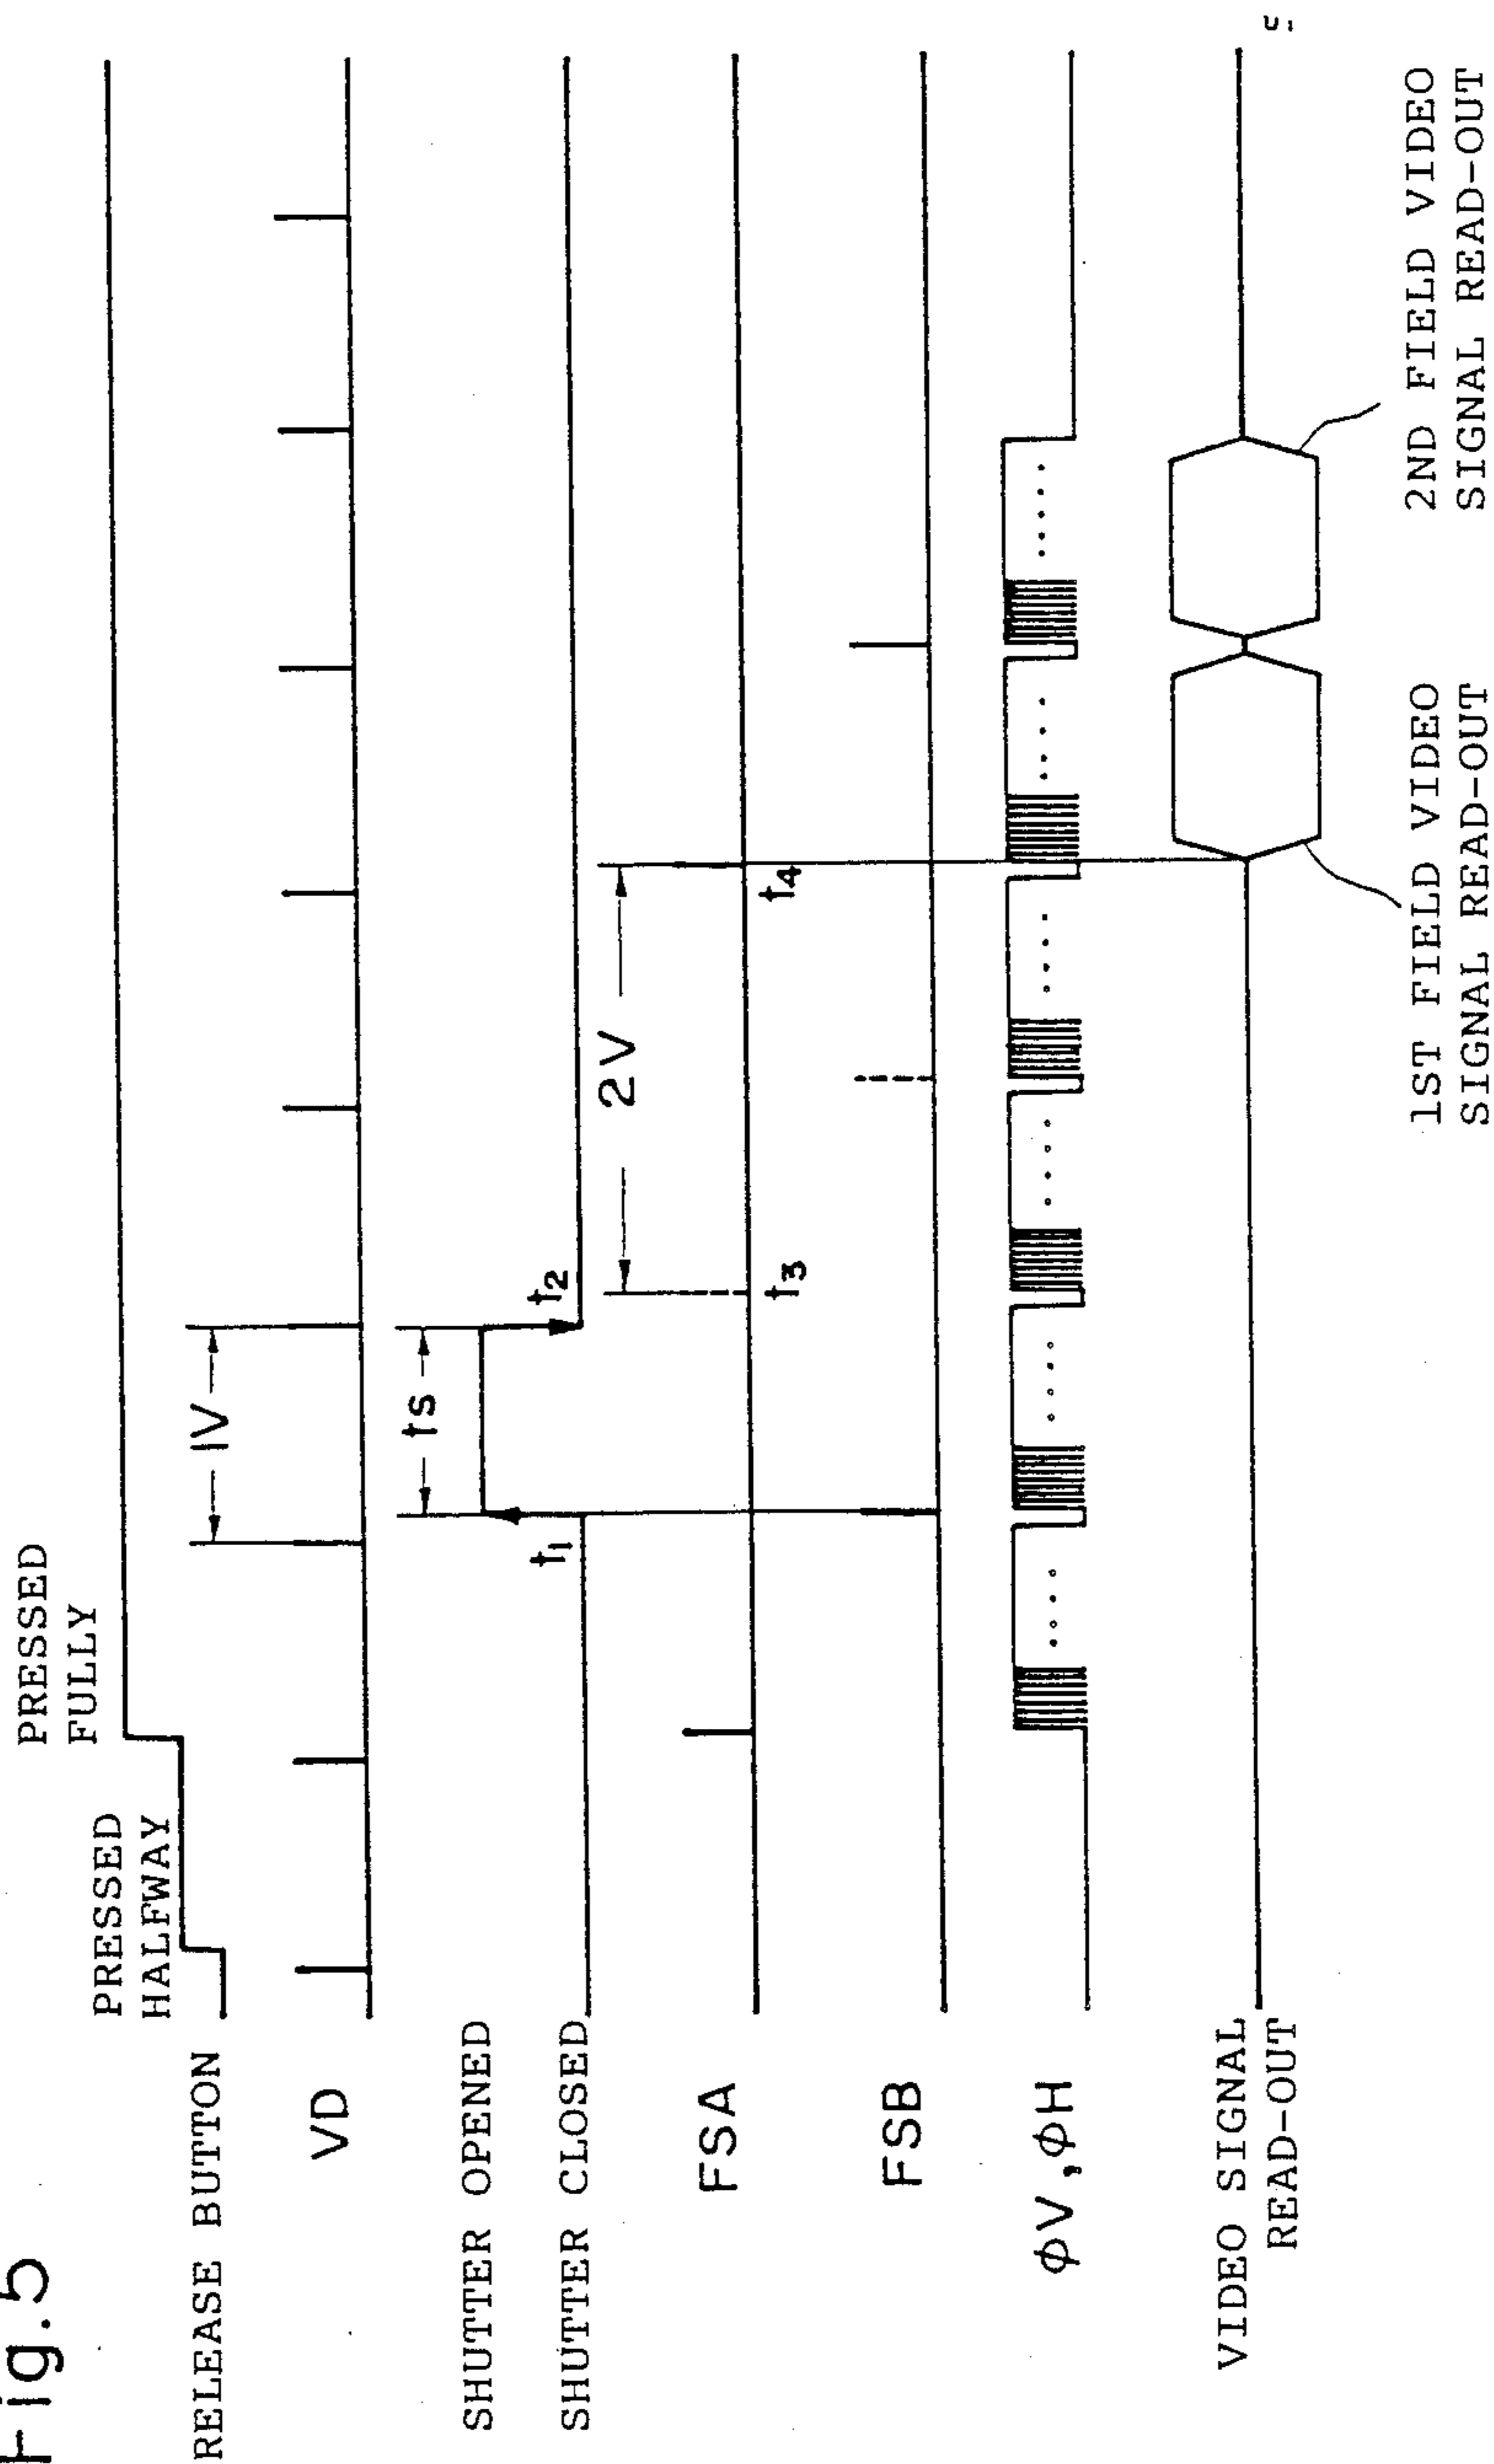 Fig.5
PRESSED
HALFWAY
PRESSED
FULLY
RELEASE BUTTON
1V
VD
ts
SHUTTER OPENED
t1
t2
SHUTTER CLOSED
2V
FSA
t3
t4
FSB
φV, φH
VIDEO SIGNAL
READ-OUT
1ST FIELD VIDEO
SIGNAL READ-OUT
2ND FIELD VIDEO
SIGNAL READ-OUT